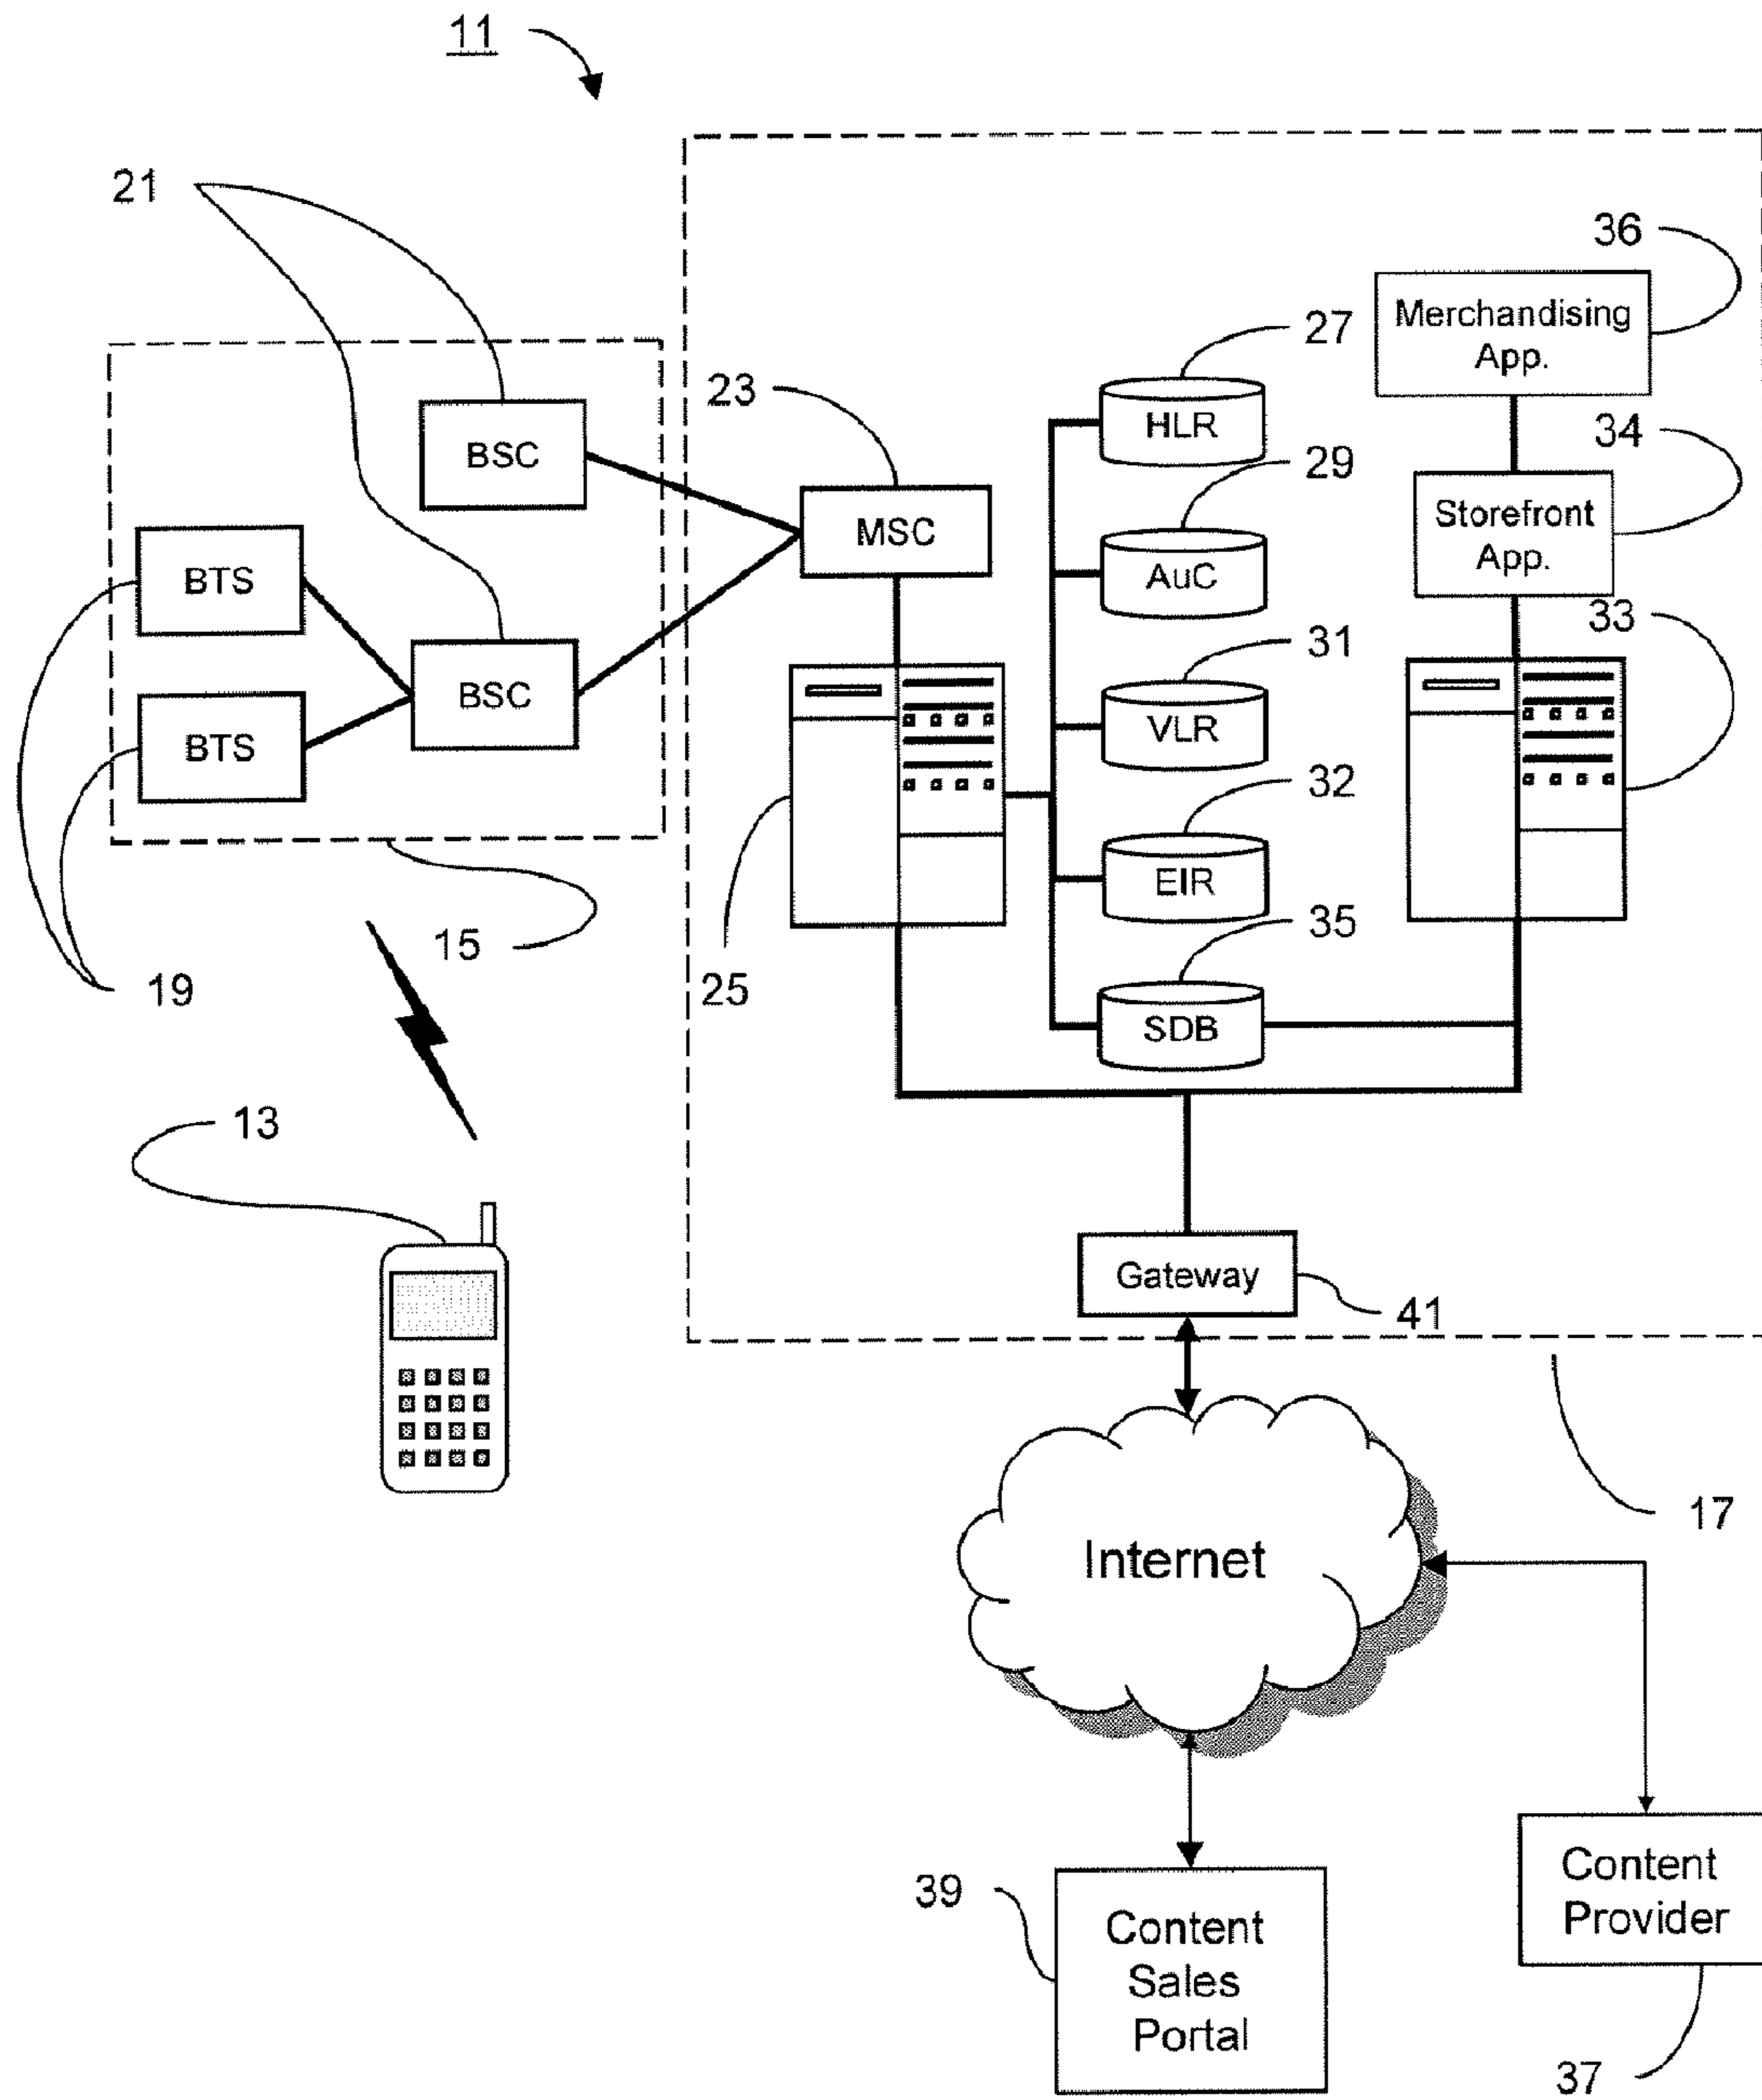 11
21
36
Merchandising
App.
27
HLR
23
34
BSC
29
MSC
Storefront
App.
AuC
BTS
33
31
BSC
VLR
BTS
32
EIR
35
15
25
19
SDB
13
Gateway
41
17
Internet
39
Content
Provider
Content
Sales
Portal
37